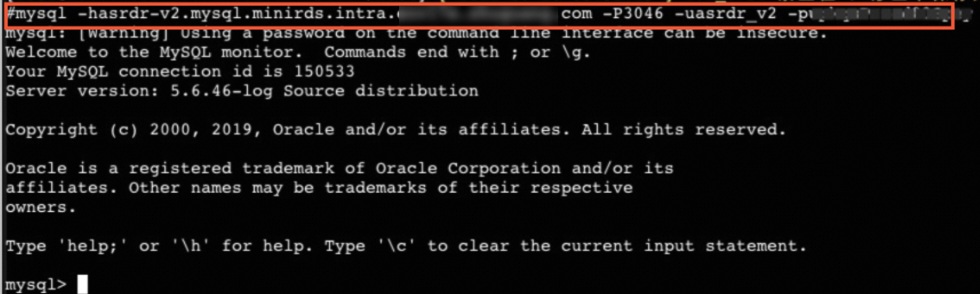 #mysql -hasrdr-v2.mysql.minirds.intra. com -P3046 -uasrdr_v2
mysql: [Warning] Using a password on the command line interface can be insecure.
Welcome to the MySQL monitor.  Commands end with ; or \g.
Your MySQL connection id is 150533
Server version: 5.6.46-log Source distribution
Copyright (c) 2000, 2019, Oracle and/or its affiliates. All rights reserved.
Oracle is a registered trademark of Oracle Corporation and/or its
affiliates. Other names may be trademarks of their respective
owners.
Type 'help;' or '\h' for help. Type '\c' to clear the current input statement.
mysql>